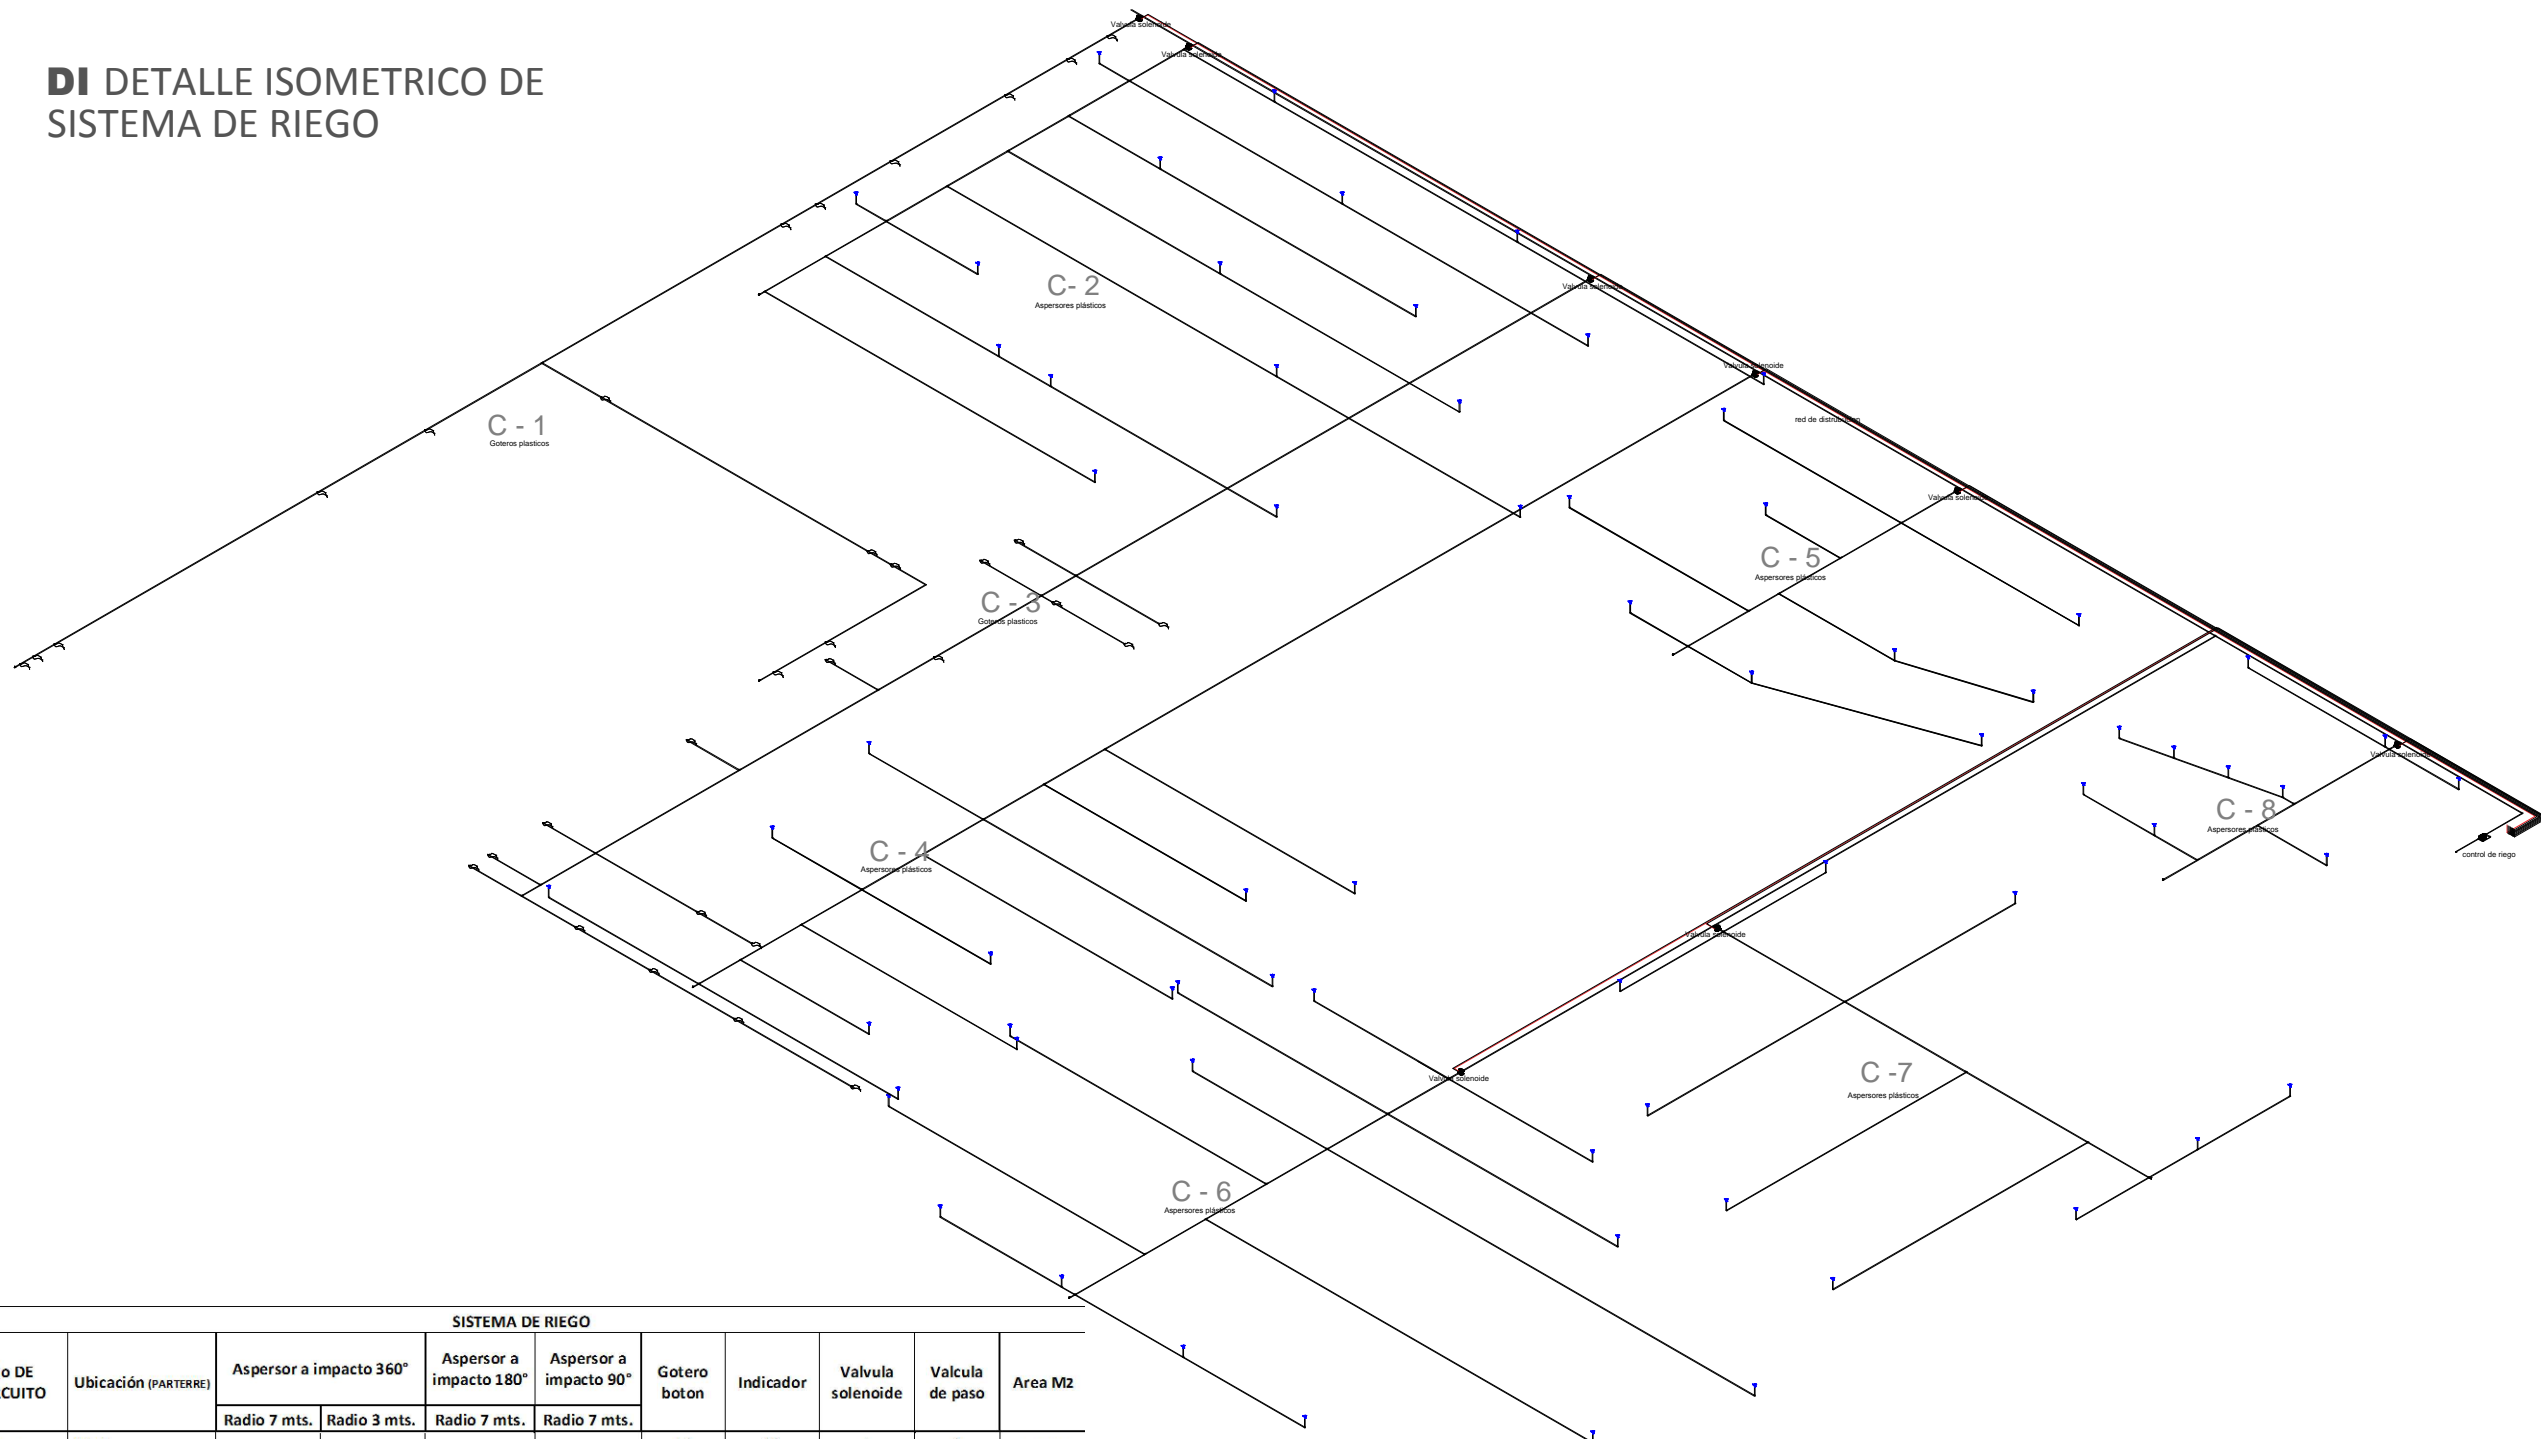 DI DETALLE ISOMETRICO DE
SISTEMA DE RIEGO
Valvula solenoide
Valvula solenoide
C- 2
Aspersores plásticos
Valvula solenoide
Valvula solenoide
red de distribucion
C - 1
Goteros plasticos
Valvula solenoide
C - 5
Aspersores plásticos
C - 3
Goteros plasticos
Valvula solenoide
C - 8
Aspersores plásticos
control de riego
C - 4
Aspersores plásticos
Valvula solenoide
Valvula solenoide
C -7
Aspersores plásticos
C - 6
Aspersores plásticos
SISTEMA DE RIEGO
o DE
CUITO
Ubicación (PARTERRE)
Aspersor a impacto 360°
Aspersor a
impacto 180°
Aspersor a
impacto 90°
Gotero
boton
Indicador
Valvula
solenoide
Valcula
de paso
Area M2
Radio 7 mts.
Radio 3 mts.
Radio 7 mts.
Radio 7 mts.